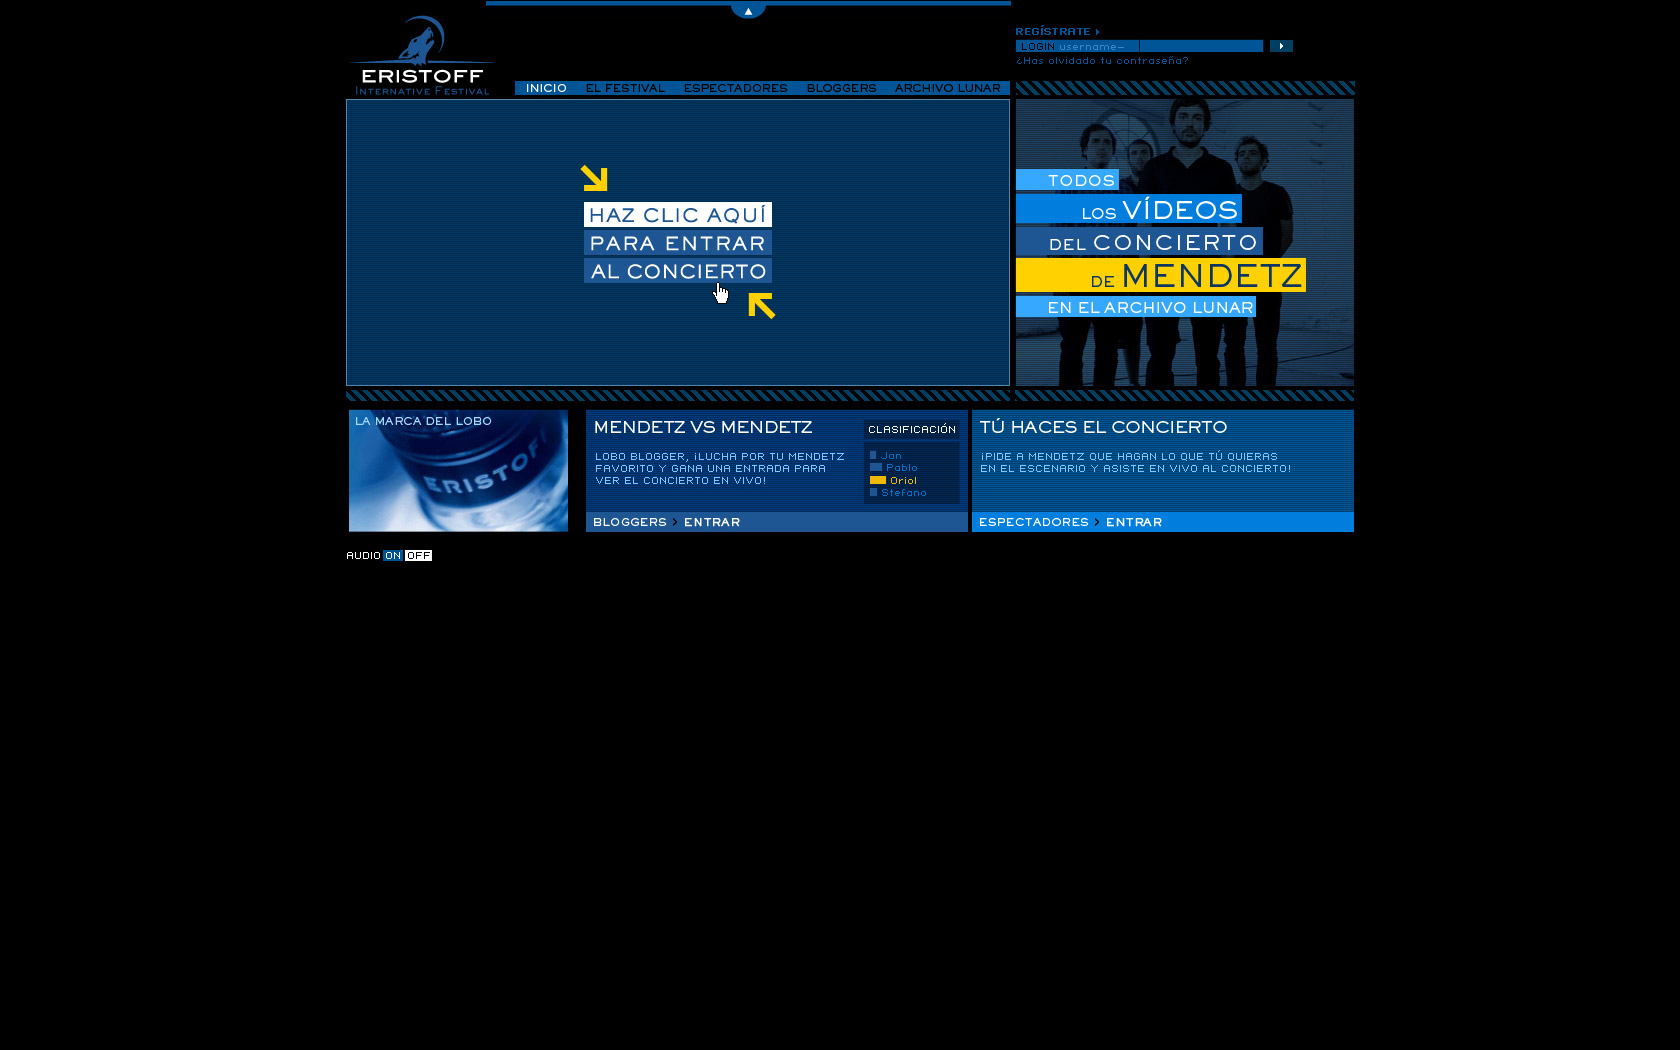 ERISTOFF
INTERNATIVE FESTIVAL
REGÍSTRATE
LOGIN username
¿Has olvidado tu contraseña?
INICIO EL FESTIVAL ESPECTADORES BLOGGERS ARCHIVO LUNAR
HAZ CLIC AQUÍ
PARA ENTRAR
AL CONCIERTO
TODOS
LOS VÍDEOS
DEL CONCIERTO
DE MENDETZ
EN EL ARCHIVO LUNAR
LA MARCA DEL LOBO
ERISTOFF
MENDETZ VS MENDETZ
LOBO BLOGGER, ¡LUCHA POR TU MENDETZ
FAVORITO Y GANA UNA ENTRADA PARA
VER EL CONCIERTO EN VIVO!
CLASIFICACIÓN
Jan
Pablo
Oriol
Stefano
BLOGGERS > ENTRAR
TÚ HACES EL CONCIERTO
¡PIDE A MENDETZ QUE HAGAN LO QUE TÚ QUIERAS
EN EL ESCENARIO Y ASISTE EN VIVO AL CONCIERTO!
ESPECTADORES > ENTRAR
AUDIO ON OFF